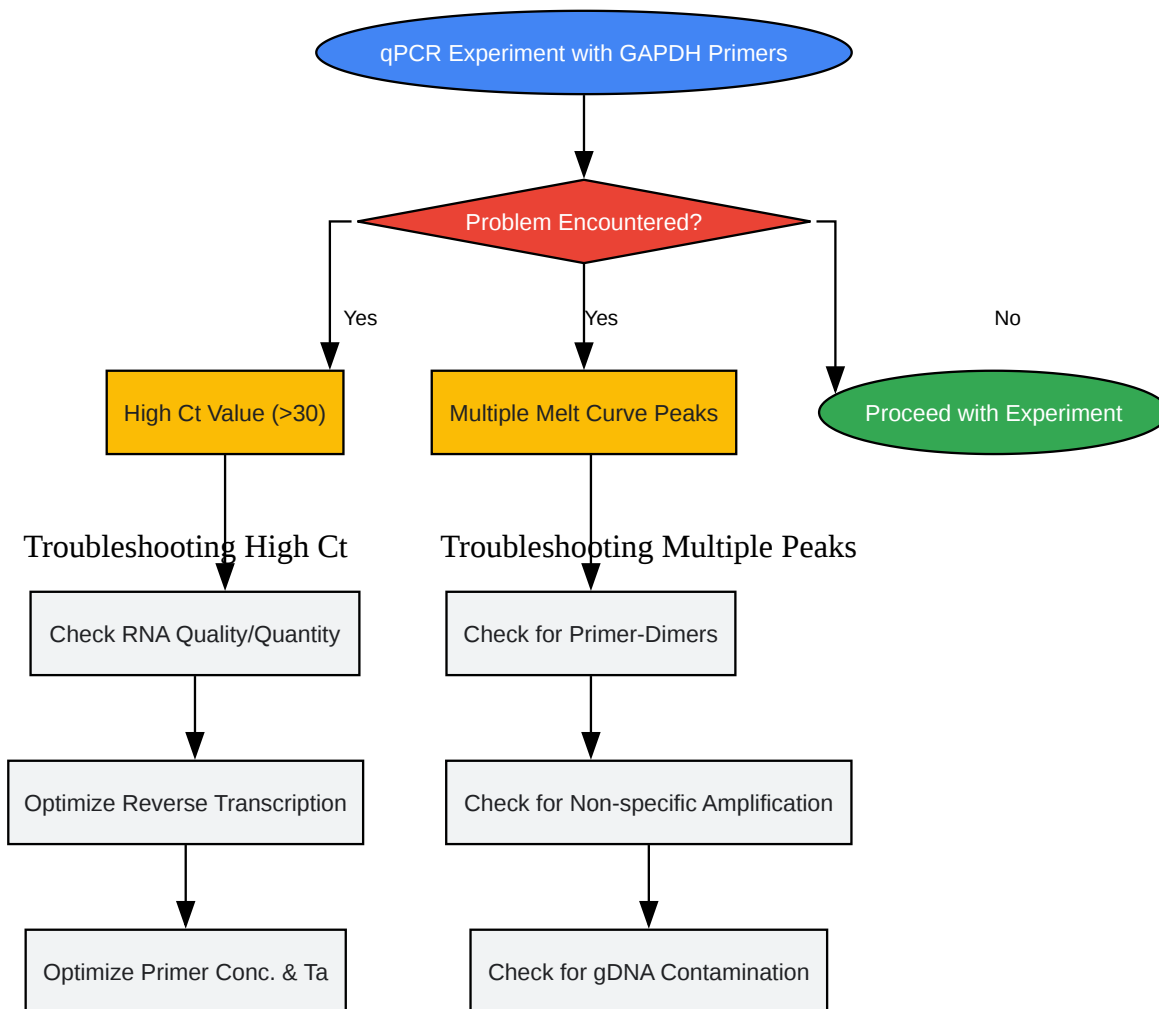 qPCR Experiment with GAPDH Primers
Problem Encountered?
Yes
Yes
No
High Ct Value (>30)
Multiple Melt Curve Peaks
Proceed with Experiment
Troubleshooting High Ct
Troubleshooting Multiple Peaks
Check RNA Quality/Quantity
Check for Primer-Dimers
Optimize Reverse Transcription
Check for Non-specific Amplification
Optimize Primer Conc. & Ta
Check for gDNA Contamination